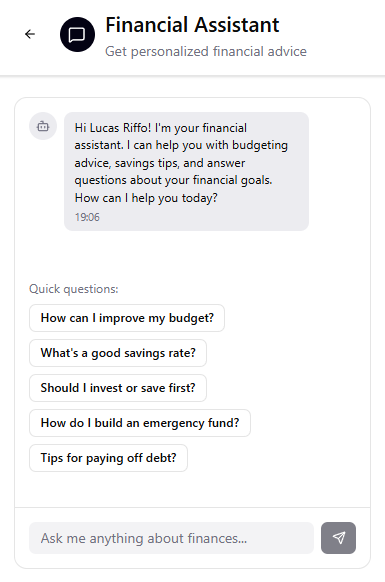 Financial Assistant
Get personalized financial advice
Hi Lucas Riffo! I'm your financial
assistant. I can help you with budgeting
advice, savings tips, and answer
questions about your financial goals.
How can I help you today?
19:06
Quick questions:
How can I improve my budget?
What's a good savings rate?
Should I invest or save first?
How do I build an emergency fund?
Tips for paying off debt?
Ask me anything about finances...